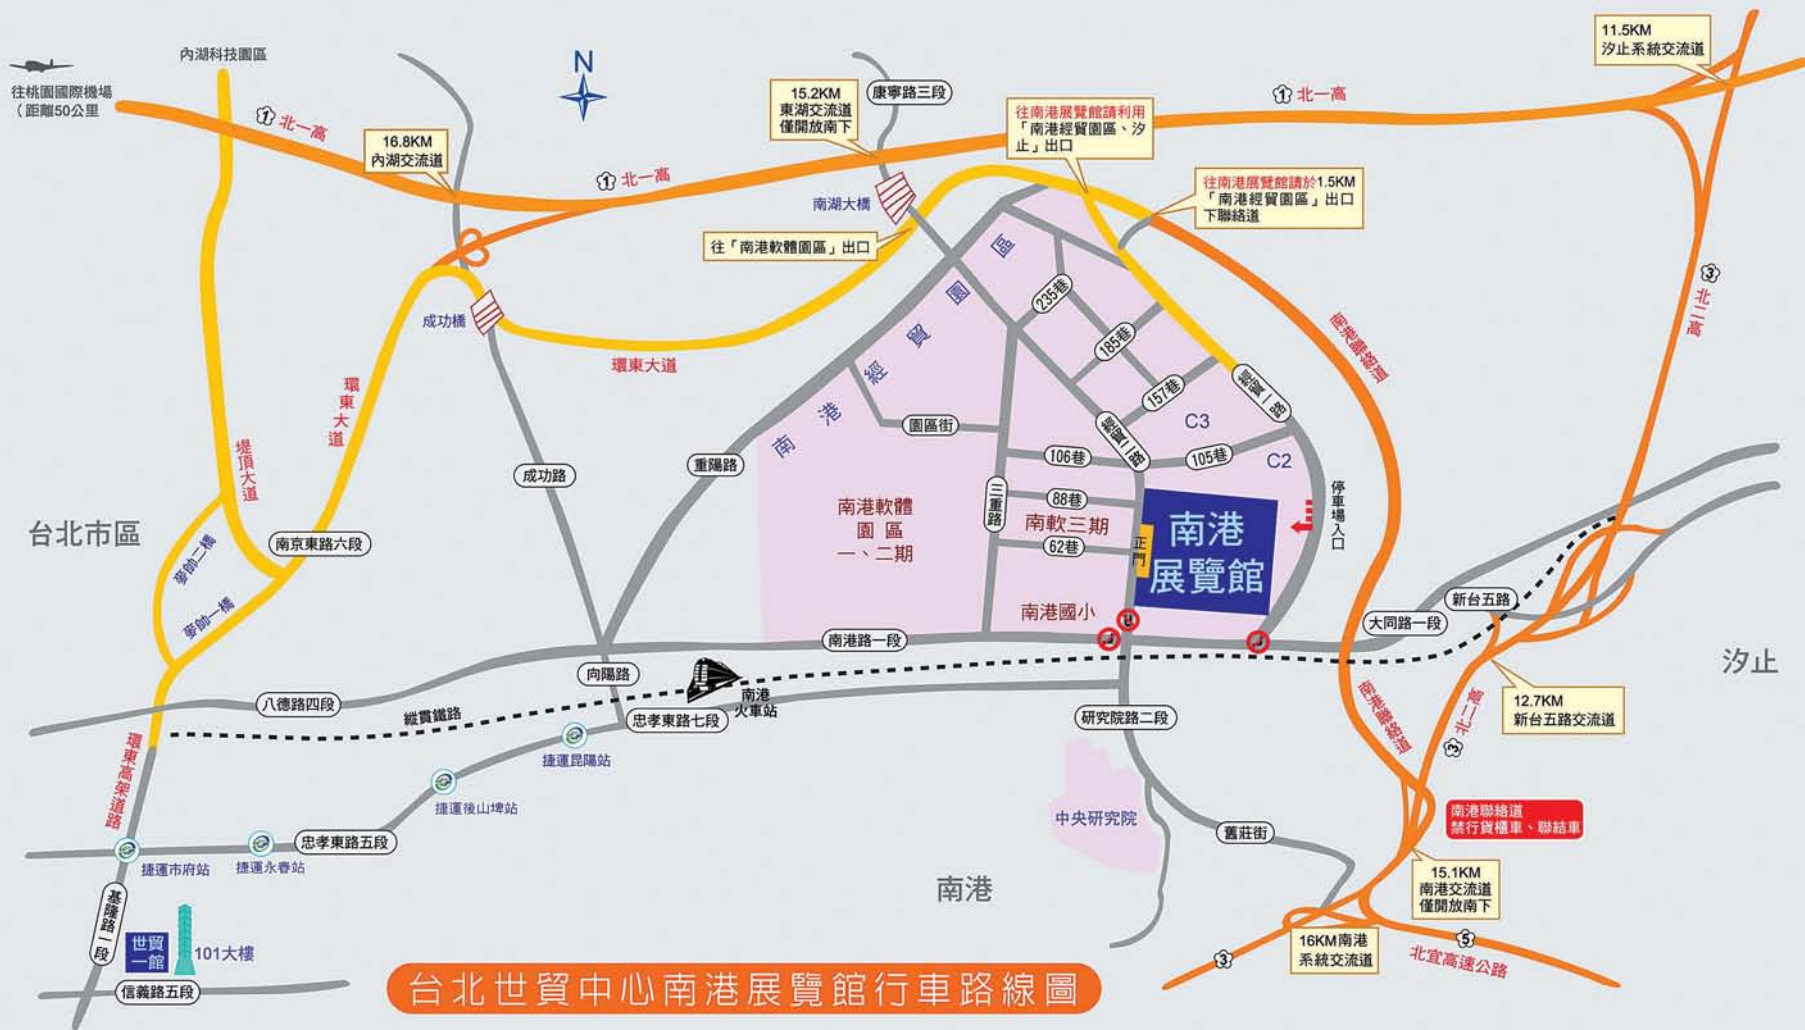 內湖科技園區
往桃園國際機場
（距離50公里
1 北一高
16.8KM
內湖交流道
N
15.2KM
東湖交流道
僅開放南下
康寧路三段
往南港展覽館請利用
「南港經貿園區、汐
止」出口
1 北一高
11.5KM
汐止系統交流道
1 北一高
南湖大橋
往「南港軟體園區」出口
往南港展覽館請於1.5KM
「南港經貿園區」出口
下聯絡道
3 北二高
成功橋
環東大道
環東大道
堤頂大道
南港經貿園區
235巷
185巷
157巷
經貿一路
經貿二路
南港聯絡道
園區街
C3
C2
106巷
105巷
成功路
重陽路
88巷
三重路
62巷
南港軟體
園區
一、二期
南軟三期
正門
南港
展覽館
停車場入口
台北市區
南京東路六段
麥帥二橋
麥帥一橋
南港國小
南港路一段
大同路一段
新台五路
汐止
向陽路
八德路四段
縱貫鐵路
南港
火車站
忠孝東路七段
研究院路二段
南港聯絡道
3 北二高
12.7KM
新台五路交流道
環東高架道路
捷運昆陽站
捷運後山埤站
中央研究院
舊莊街
南港聯絡道
禁行貨櫃車、聯結車
忠孝東路五段
捷運市府站
捷運永春站
15.1KM
南港交流道
僅開放南下
南港
基隆路一段
世貿
一館
101大樓
信義路五段
16KM南港
系統交流道
3
5
北宜高速公路
台北世貿中心南港展覽館行車路線圖